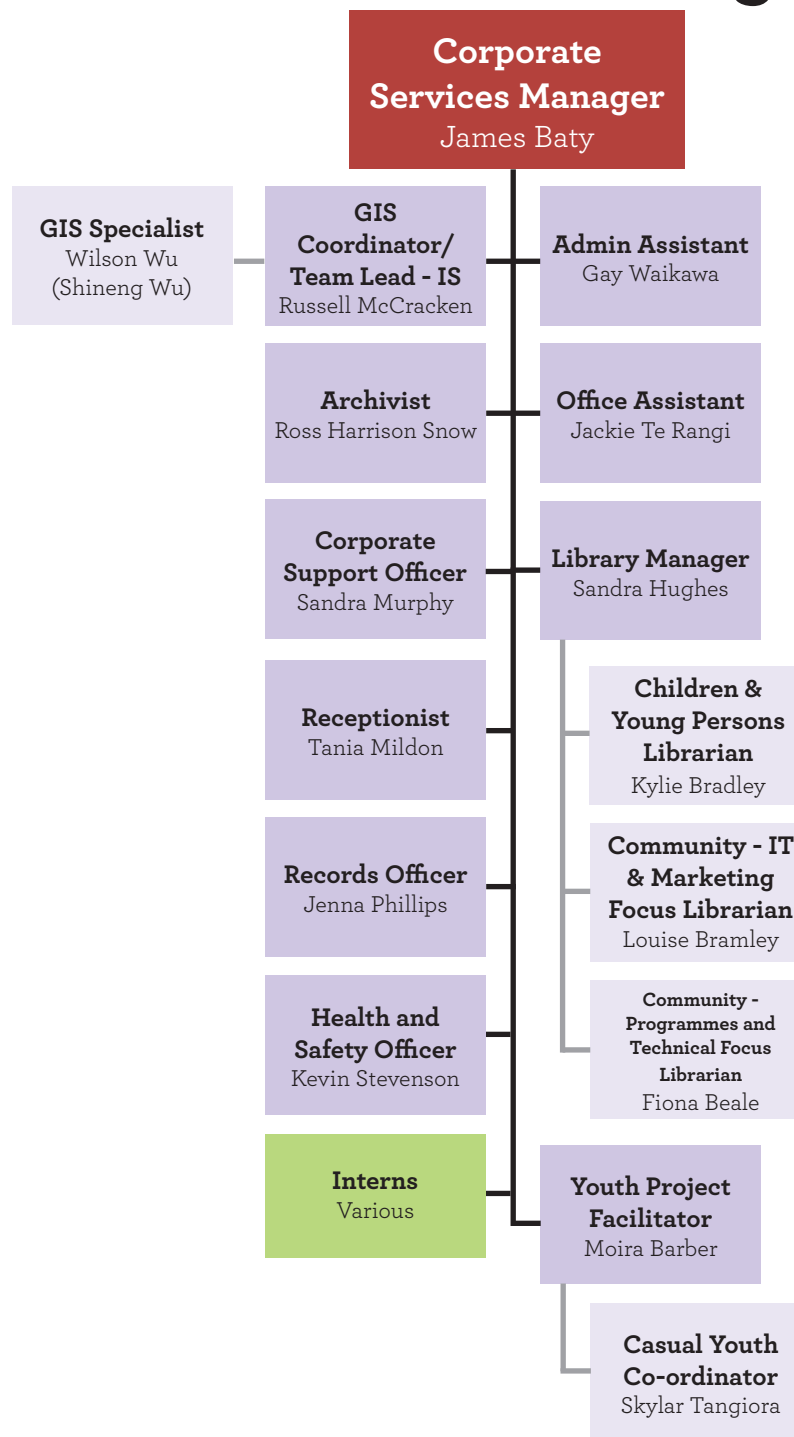 Corporate
Services Manager
James Baty
GIS Specialist
Wilson Wu
(Shineng Wu)
GIS
Coordinator/
Team Lead - IS
Russell McCracken
Admin Assistant
Gay Waikawa
Archivist
Ross Harrison Snow
Office Assistant
Jackie Te Rangi
Corporate
Support Officer
Sandra Murphy
Library Manager
Sandra Hughes
Receptionist
Tania Mildon
Children &
Young Persons
Librarian
Kylie Bradley
Records Officer
Jenna Phillips
Community - IT
& Marketing
Focus Librarian
Louise Bramley
Health and
Safety Officer
Kevin Stevenson
Community -
Programmes and
Technical Focus
Librarian
Fiona Beale
Interns
Various
Youth Project
Facilitator
Moira Barber
Casual Youth
Co-ordinator
Skylar Tangiora